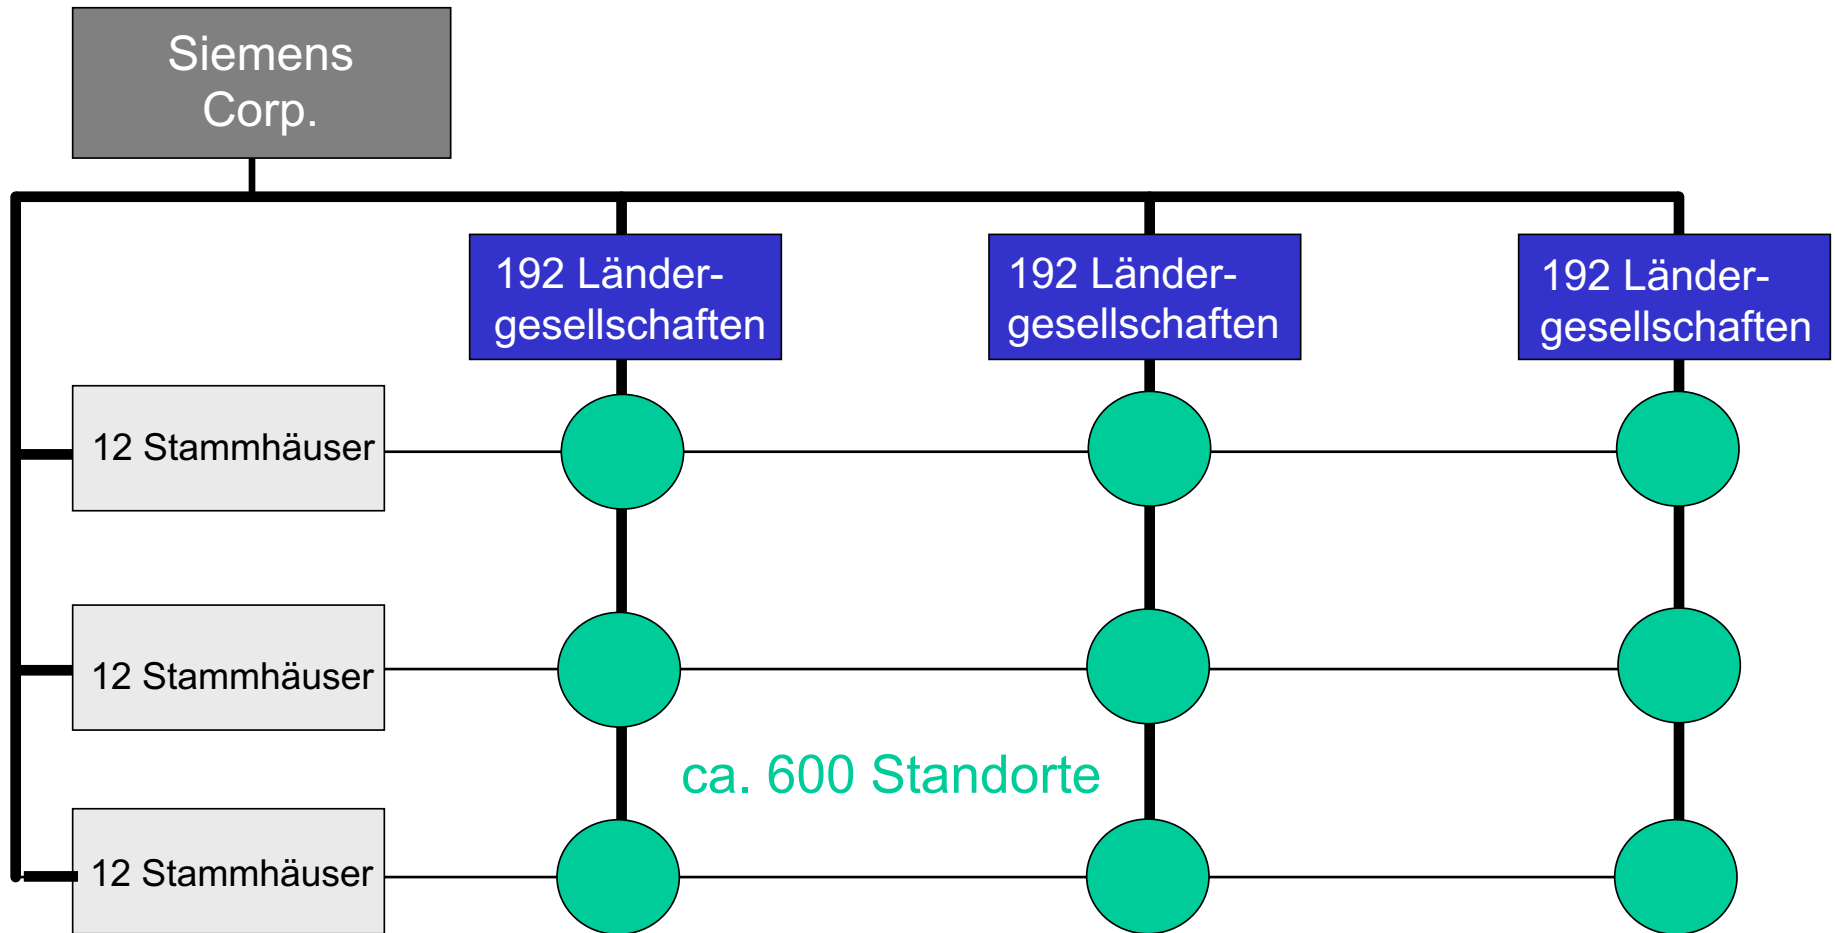 Siemens
Corp.
192 Länder-
gesellschaften
192 Länder-
gesellschaften
192 Länder-
gesellschaften
12 Stammhäuser
12 Stammhäuser
ca. 600 Standorte
12 Stammhäuser